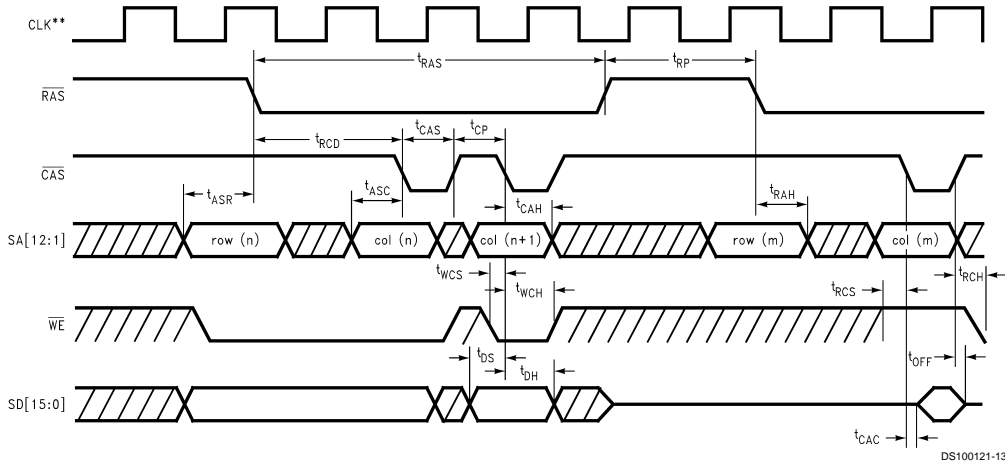 CLK**
tRAS
tRP
RAS
tRCD
tCAS
tCP
CAS
tASR
tASC
tCAH
tRAH
SA[12:1]
row (n)
col (n)
col (n+1)
row (m)
col (m)
tWCS
tWCH
tRCS
tRCH
WE
tDS
tDH
tOFF
SD[15:0]
tCAC
DS100121-13